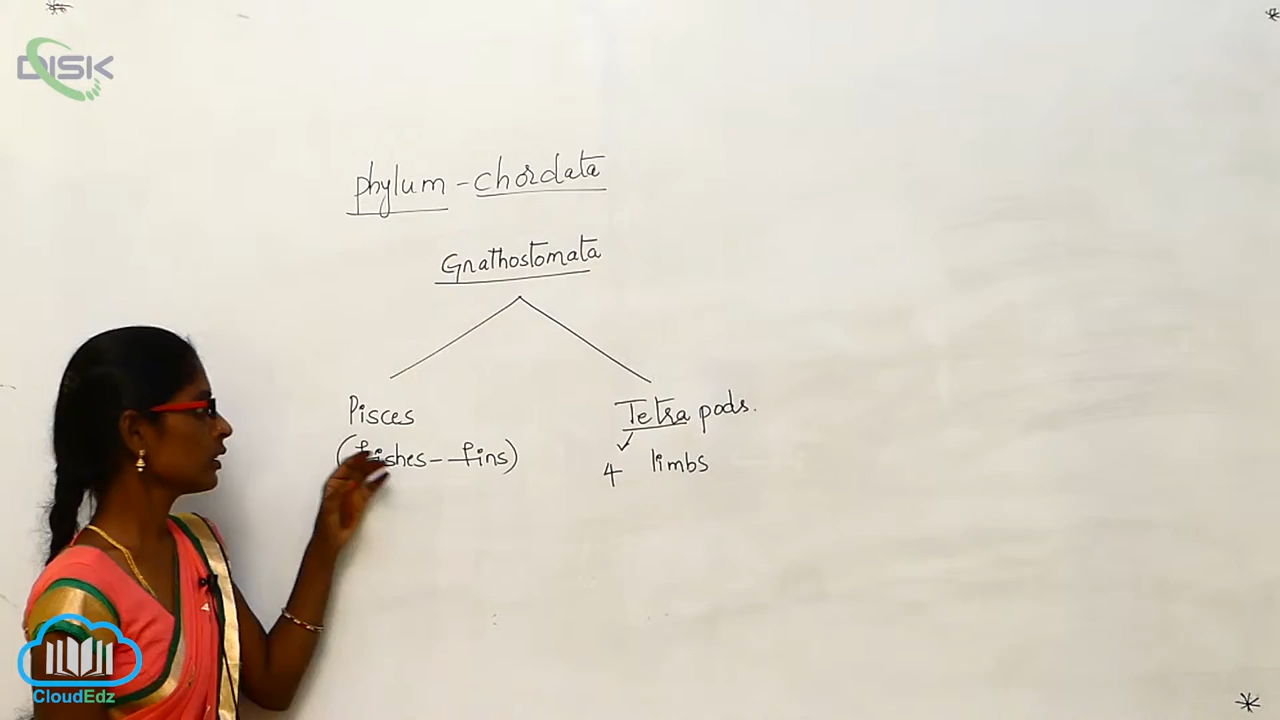 DISK
phylum - chordata
Gnathostomata
Pisces
Tetra pods.
(fishes - fins)
4 limbs
CloudEdz